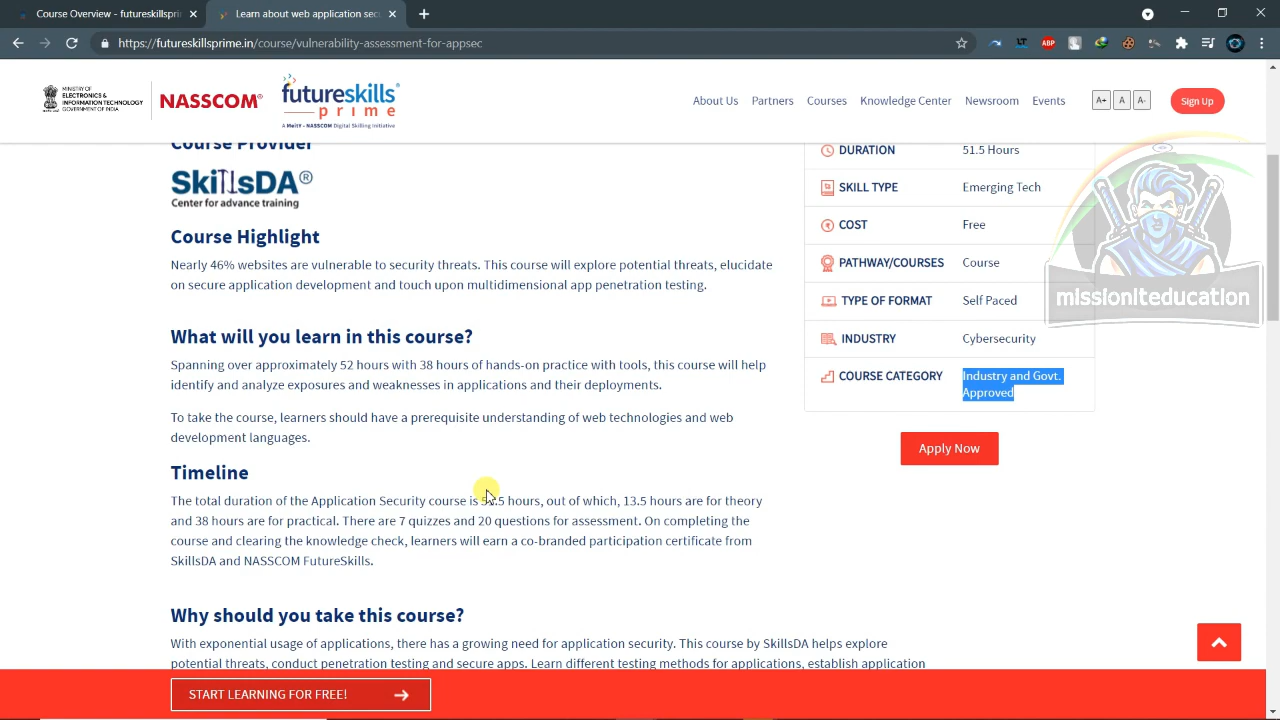 Course Overview - futureskillsprim
Learn about web application sec
https://futureskillsprime.in/course/vulnerability-assessment-for-appsec
ABP
MINISTRY OF
ELECTRONICS &
INFORMATION TECHNOLOGY
GOVERNMENT OF INDIA
NASSCOM®
futureskills®
prime
A MeitY - NASSCOM Digital Skilling Initiative
About Us
Partners
Courses
Knowledge Center
Newsroom
Events
A+
A
A-
Sign Up
Course Provider
SkillsDA®
Center for advance training
Course Highlight
Nearly 46% websites are vulnerable to security threats. This course will explore potential threats, elucidate
on secure application development and touch upon multidimensional app penetration testing.
What will you learn in this course?
Spanning over approximately 52 hours with 38 hours of hands-on practice with tools, this course will help
identify and analyze exposures and weaknesses in applications and their deployments.
To take the course, learners should have a prerequisite understanding of web technologies and web
development languages.
Timeline
The total duration of the Application Security course is 51.5 hours, out of which, 13.5 hours are for theory
and 38 hours are for practical. There are 7 quizzes and 20 questions for assessment. On completing the
course and clearing the knowledge check, learners will earn a co-branded participation certificate from
SkillsDA and NASSCOM FutureSkills.
Why should you take this course?
With exponential usage of applications, there has a growing need for application security. This course by SkillsDA helps explore
potential threats, conduct penetration testing and secure apps. Learn different testing methods for applications, establish application
DURATION 51.5 Hours
SKILL TYPE Emerging Tech
COST Free
PATHWAY/COURSES Course
TYPE OF FORMAT Self Paced
INDUSTRY Cybersecurity
COURSE CATEGORY Industry and Govt.
Approved
Apply Now
missioniteducation
START LEARNING FOR FREE!